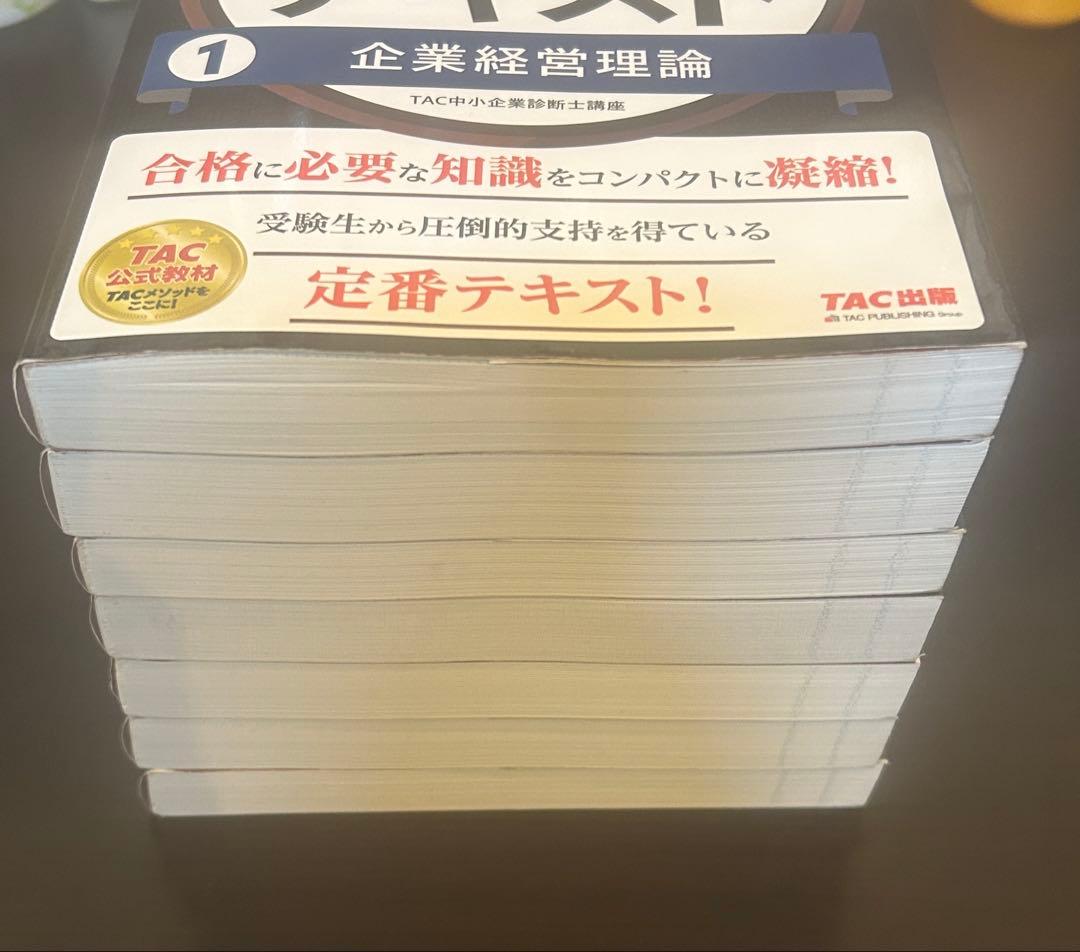 テキスト
1 企業経営理論
TAC中小企業診断士講座
合格に必要な知識をコンパクトに凝縮!
受験生から圧倒的支持を得ている
定番テキスト!
TAC
公式教材
TACメソッドを
ここに!
TAC出版
TAC PUBLISHING Group